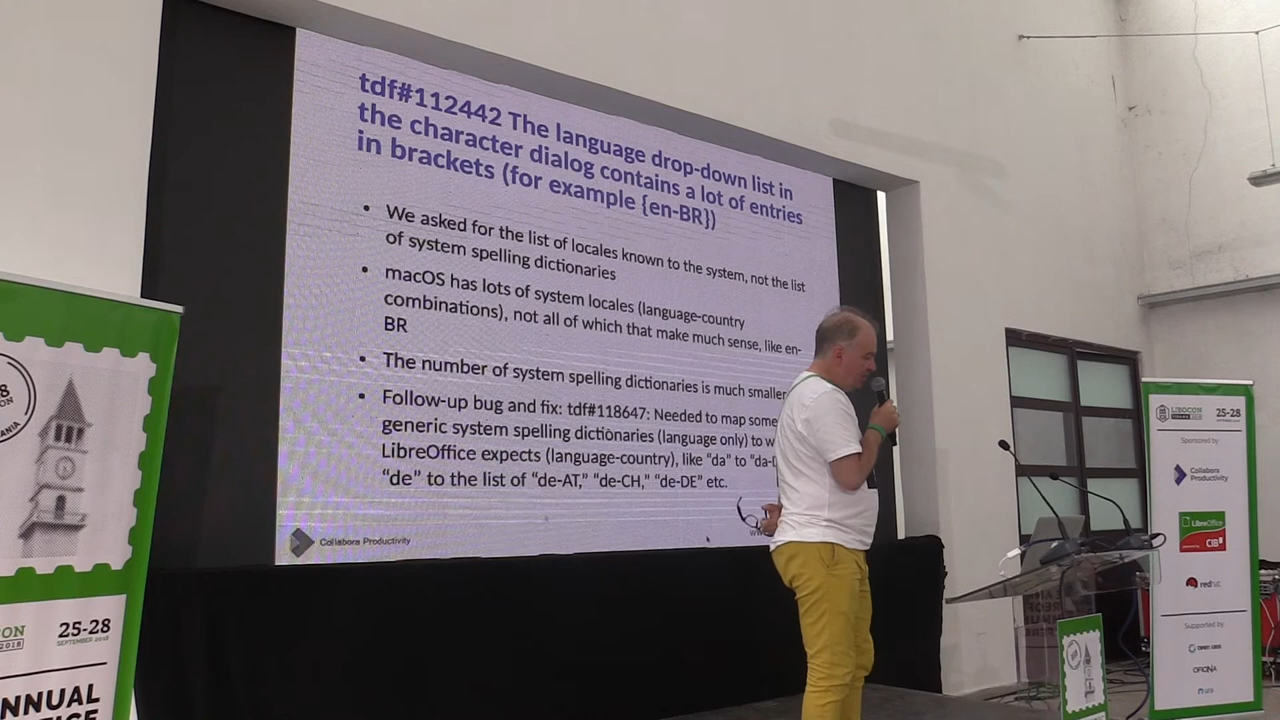 tdf#112442 The language drop-down list in
the character dialog contains a lot of entries
in brackets (for example {en-BR})
• We asked for the list of locales known to the system, not the list
of system spelling dictionaries
• macOS has lots of system locales (language-country
combinations), not all of which that make much sense, like en-
BR
• The number of system spelling dictionaries is much smaller
• Follow-up bug and fix: tdf#118647: Needed to map some
generic system spelling dictionaries (language only) to w
LibreOffice expects (language-country), like “da” to “da-
“de” to the list of “de-AT,” “de-CH,” “de-DE” etc.
Collabora Productivity
25-28
SEPTEMBER 2018
CON
2018
NNUAL
LIBOCON
25-28
Sponsored by
Collabora
Productivity
LibreOffice
CIB
redhat
Supported by